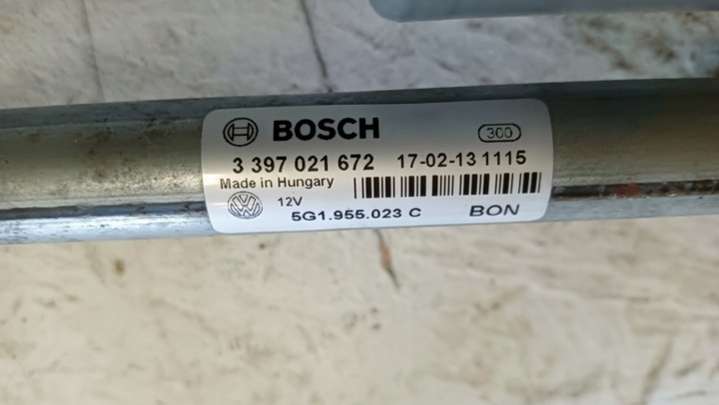 BOSCH 300
3 397 021 672 17-02-13 1115
Made in Hungary
12V
5G1.955.023 C BON